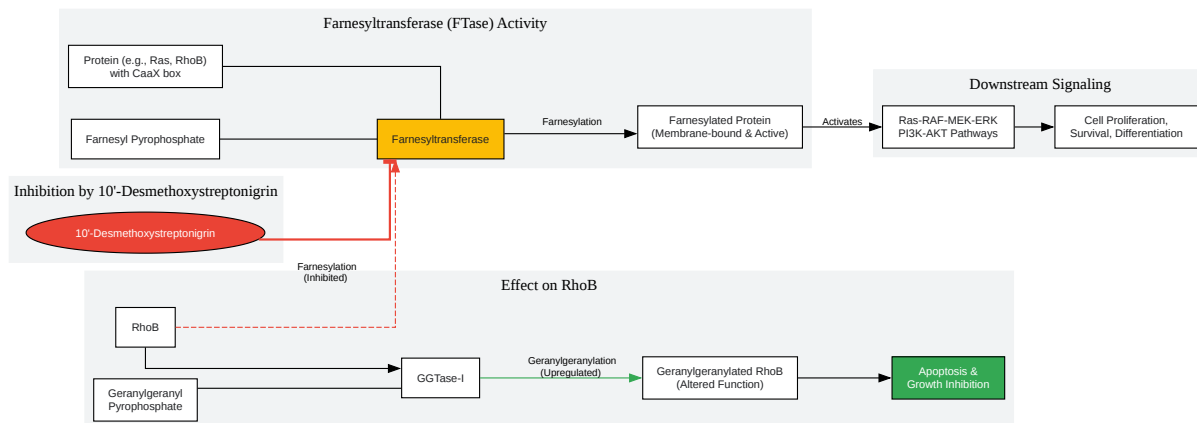 Farnesyltransferase (FTase) Activity
Protein (e.g., Ras, RhoB)
with CaaX box
Farnesyl Pyrophosphate
Farnesyltransferase
Farnesylation
Farnesylated Protein
(Membrane-bound & Active)
Activates
Downstream Signaling
Ras-RAF-MEK-ERK
PI3K-AKT Pathways
Cell Proliferation,
Survival, Differentiation
Inhibition by 10'-Desmethoxystreptonigrin
10'-Desmethoxystreptonigrin
Farnesylation
(Inhibited)
Effect on RhoB
RhoB
Geranylgeranyl
Pyrophosphate
GGTase-I
Geranylgeranylation
(Upregulated)
Geranylgeranylated RhoB
(Altered Function)
Apoptosis &
Growth Inhibition